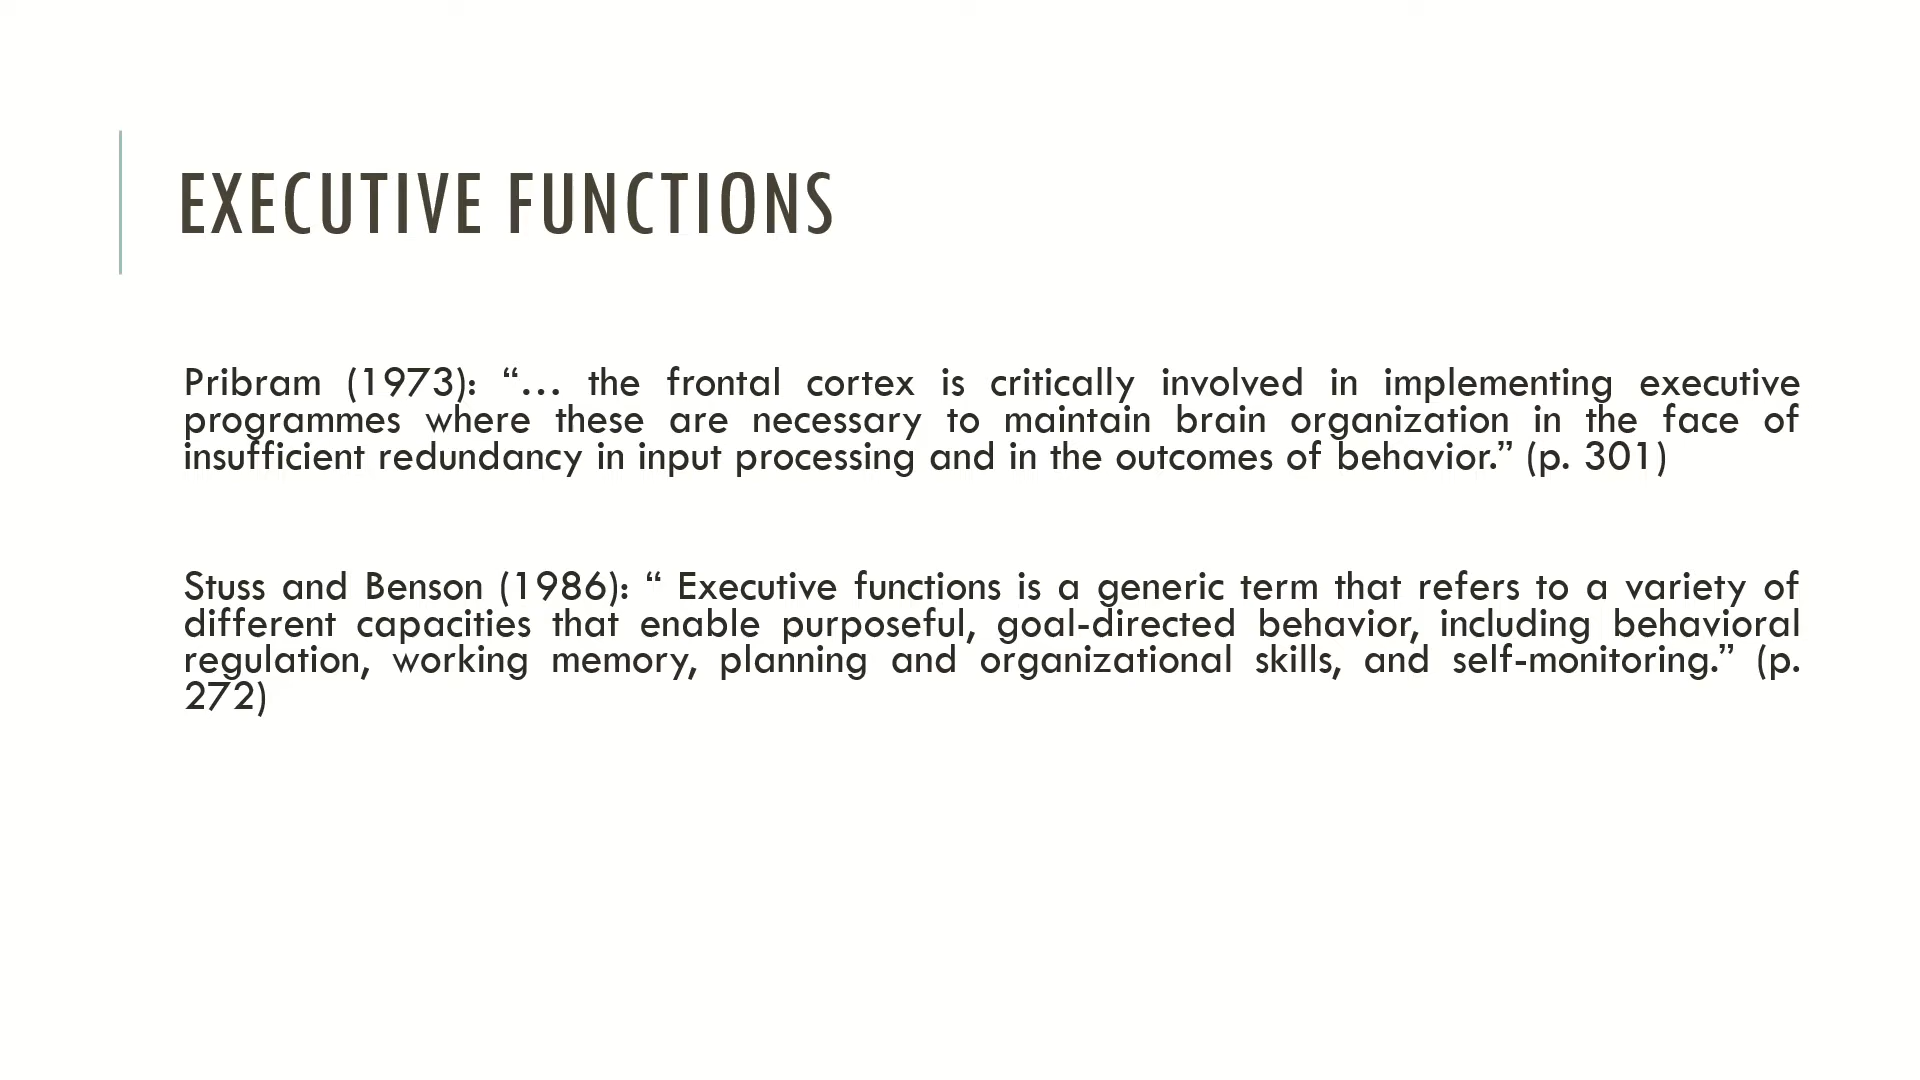 EXECUTIVE FUNCTIONS
Pribram (1973): “… the frontal cortex is critically involved in implementing executive
programmes where these are necessary to maintain brain organization in the face of
insufficient redundancy in input processing and in the outcomes of behavior.” (p. 301)
Stuss and Benson (1986): “ Executive functions is a generic term that refers to a variety of
different capacities that enable purposeful, goal-directed behavior, including behavioral
regulation, working memory, planning and organizational skills, and self-monitoring.” (p.
272)